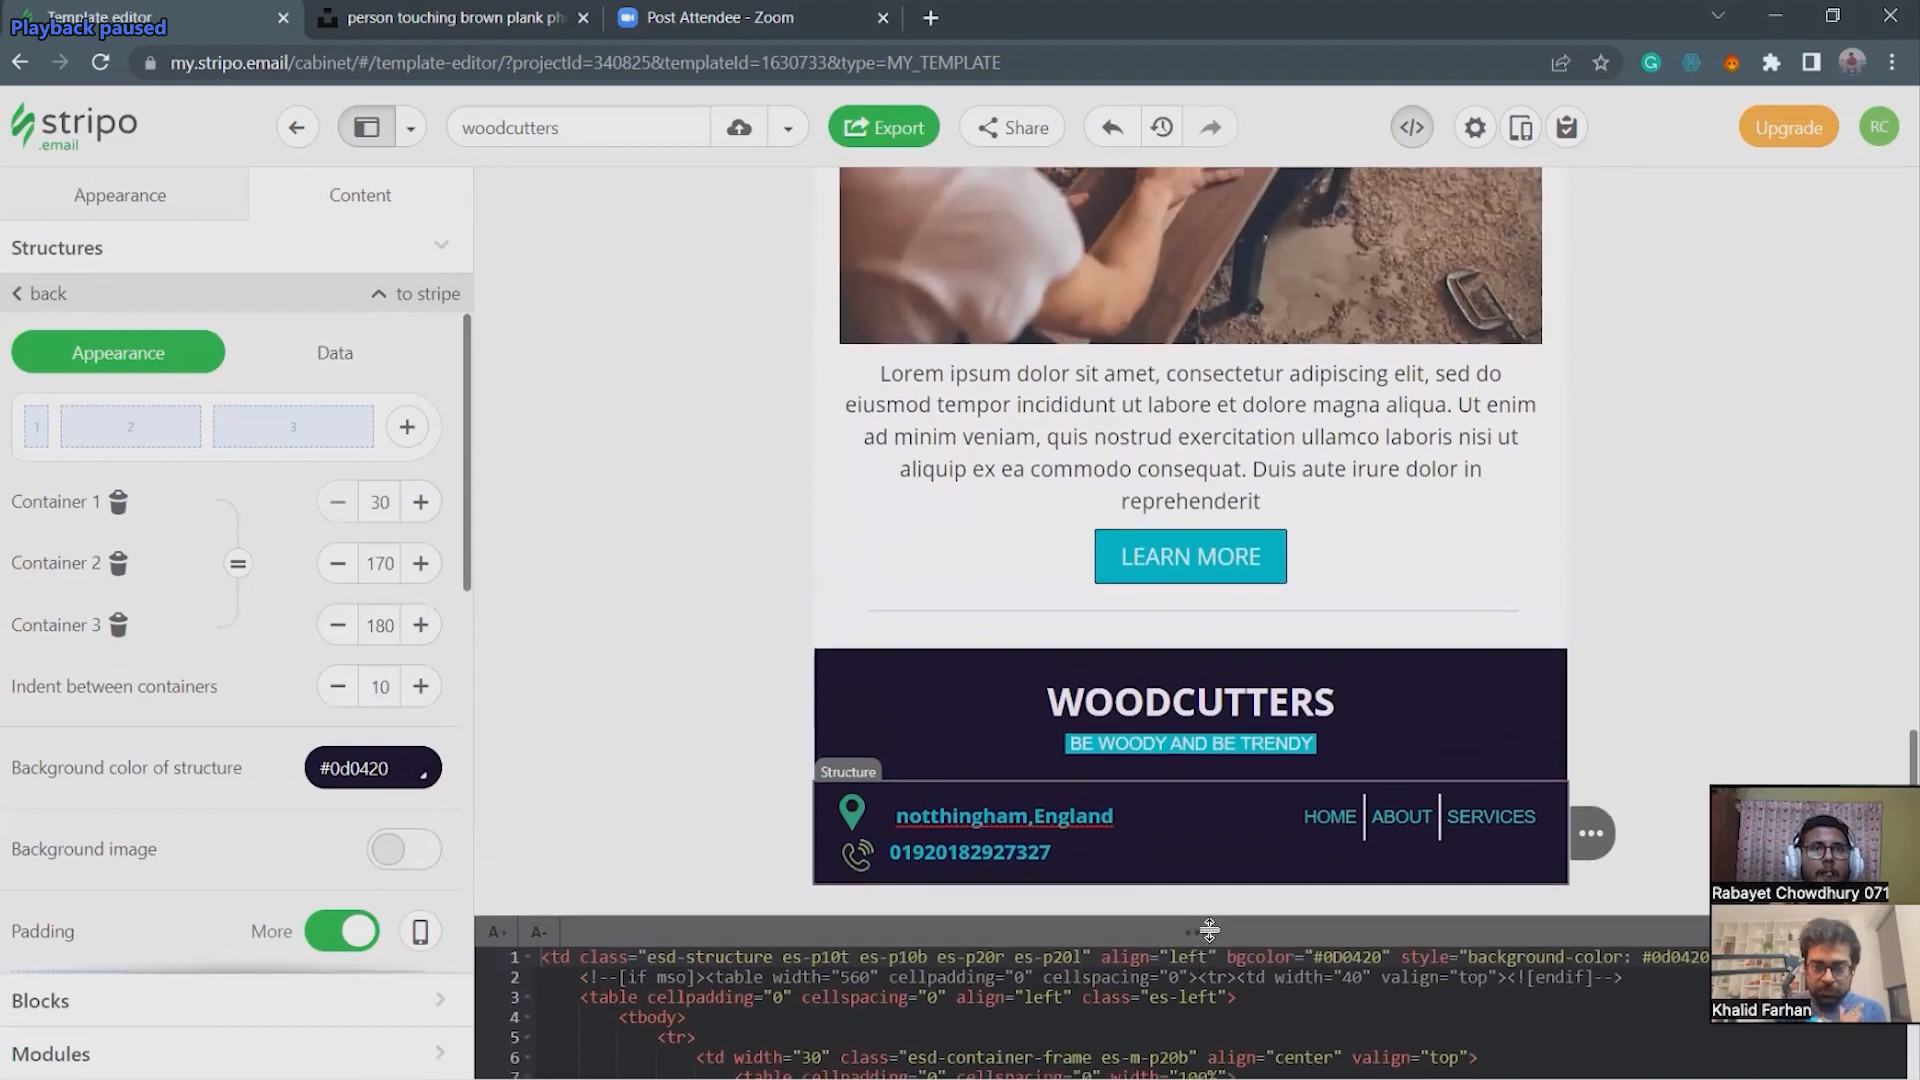 Template editor
Playback paused
person touching brown plank ph
Post Attendee - Zoom
my.stripo.email/cabinet/#/template-editor/?projectId=340825&templateId=1630733&type=MY_TEMPLATE
stripo
.email
woodcutters
Export
Share
Upgrade
RC
Appearance
Content
Structures
back
to stripe
Appearance
Data
1
2
3
Container 1
30
Container 2
170
Container 3
180
Indent between containers
10
Background color of structure
#0d0420
Background image
Padding
More
Blocks
Modules
Lorem ipsum dolor sit amet, consectetur adipiscing elit, sed do
eiusmod tempor incididunt ut labore et dolore magna aliqua. Ut enim
ad minim veniam, quis nostrud exercitation ullamco laboris nisi ut
aliquip ex ea commodo consequat. Duis aute irure dolor in
reprehenderit
LEARN MORE
WOODCUTTERS
BE WOODY AND BE TRENDY
Structure
notthingham,England
HOME ABOUT SERVICES
01920182927327
A+ A-
1 <td class="esd-structure es-p10t es-p10b es-p20r es-p20l" align="left" bgcolor="#0D0420" style="background-color: #0d0420
2 <!--[if mso]><table width="560" cellpadding="0" cellspacing="0"><tr><td width="40" valign="top"><![endif]-->
3 <table cellpadding="0" cellspacing="0" align="left" class="es-left">
4 <tbody>
5 <tr>
6 <td width="30" class="esd-container-frame es-m-p20b" align="center" valign="top">
7 <table cellpadding="0" cellspacing="0" width="100%">
Rabayet Chowdhury 071
Khalid Farhan